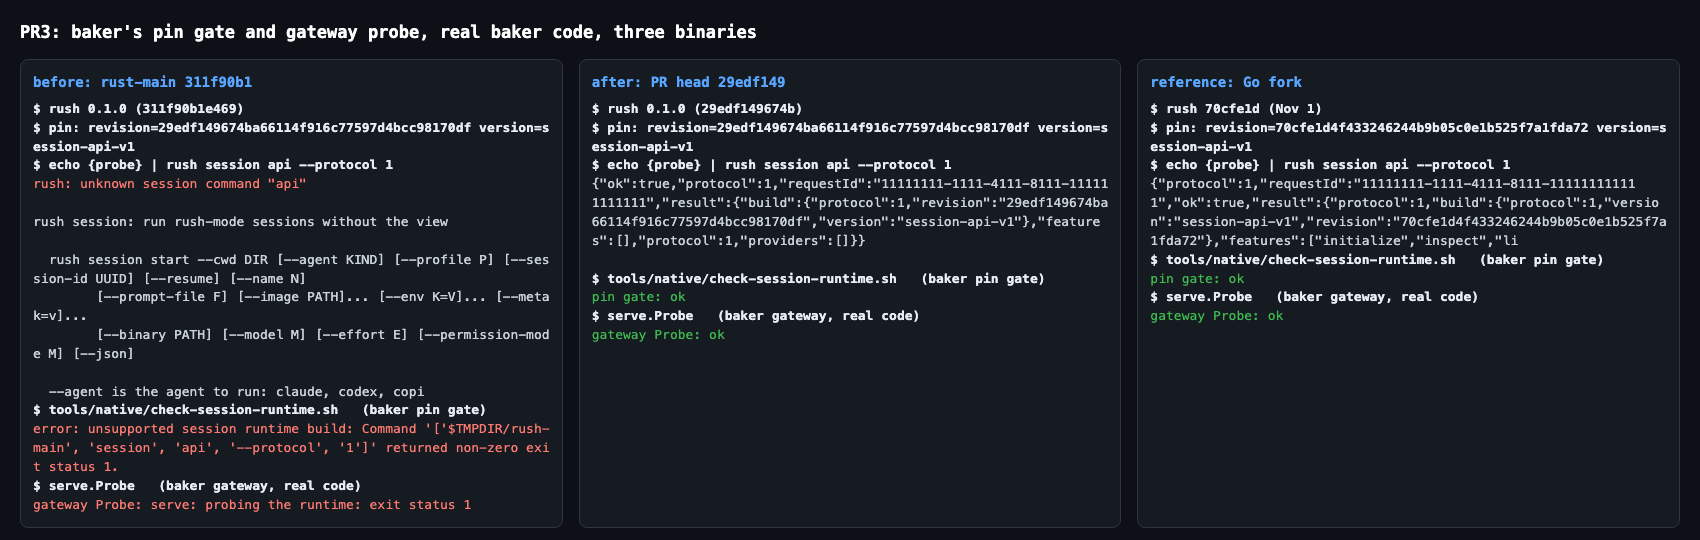 PR3: baker's pin gate and gateway probe, real baker code, three binaries
before: rust-main 311f90b1
$ rush 0.1.0 (311f90b1e469)
$ pin: revision=29edf149674ba66114f916c77597d4bcc98170df version=s
ession-api-v1
$ echo {probe} | rush session api --protocol 1
rush: unknown session command "api"
rush session: run rush-mode sessions without the view
rush session start --cwd DIR [--agent KIND] [--profile P] [--ses
sion-id UUID] [--resume] [--name N]
[--prompt-file F] [--image PATH]... [--env K=V]... [--meta
k=v]...
[--binary PATH] [--model M] [--effort E] [--permission-mod
e M] [--json]
--agent is the agent to run: claude, codex, copi
$ tools/native/check-session-runtime.sh   (baker pin gate)
error: unsupported session runtime build: Command '['$TMPDIR/rush-
main', 'session', 'api', '--protocol', '1']' returned non-zero exi
t status 1.
$ serve.Probe   (baker gateway, real code)
gateway Probe: serve: probing the runtime: exit status 1
after: PR head 29edf149
$ rush 0.1.0 (29edf149674b)
$ pin: revision=29edf149674ba66114f916c77597d4bcc98170df version=s
ession-api-v1
$ echo {probe} | rush session api --protocol 1
{"ok":true,"protocol":1,"requestId":"11111111-1111-4111-8111-11111
1111111","result":{"build":{"protocol":1,"revision":"29edf149674ba
66114f916c77597d4bcc98170df","version":"session-api-v1"},"feature
s":[],"protocol":1,"providers":[]}}
$ tools/native/check-session-runtime.sh   (baker pin gate)
pin gate: ok
$ serve.Probe   (baker gateway, real code)
gateway Probe: ok
reference: Go fork
$ rush 70cfe1d (Nov 1)
$ pin: revision=70cfe1d4f433246244b9b05c0e1b525f7a1fda72 version=s
ession-api-v1
$ echo {probe} | rush session api --protocol 1
{"protocol":1,"requestId":"11111111-1111-4111-8111-11111111111
1","ok":true,"result":{"protocol":1,"build":{"protocol":1,"versio
n":"session-api-v1","revision":"70cfe1d4f433246244b9b05c0e1b525f7a
1fda72"},"features":["initialize","inspect","li
$ tools/native/check-session-runtime.sh   (baker pin gate)
pin gate: ok
$ serve.Probe   (baker gateway, real code)
gateway Probe: ok